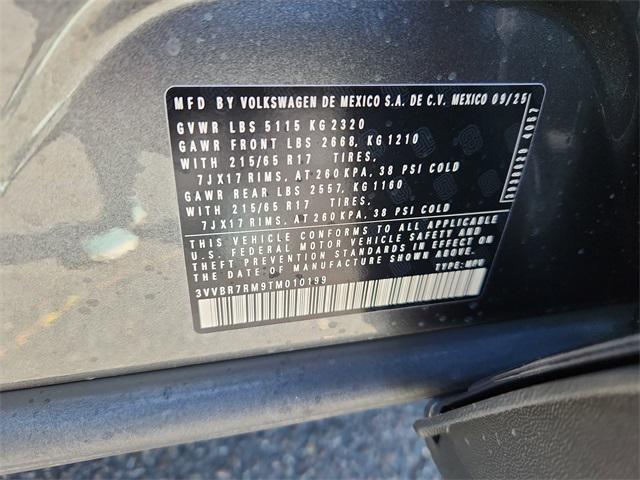 MFD BY VOLKSWAGEN DE MEXICO S.A. DE C.V. MEXICO 09/25
GVWR LBS 5115 KG 2320
GAWR FRONT LBS 2668, KG 1210
WITH 215/65 R17 TIRES,
7JX17 RIMS, AT 260 KPA, 38 PSI COLD
GAWR REAR LBS 2557, KG 1160
WITH 215/65 R17 TIRES,
7JX17 RIMS, AT 260 KPA, 38 PSI COLD
THIS VEHICLE CONFORMS TO ALL APPLICABLE
U.S. FEDERAL MOTOR VEHICLE SAFETY AND
THEFT PREVENTION STANDARDS IN EFFECT ON
THE DATE OF MANUFACTURE SHOWN ABOVE.
TYPE: MPV
3VVBR7RM9TM010199
4067